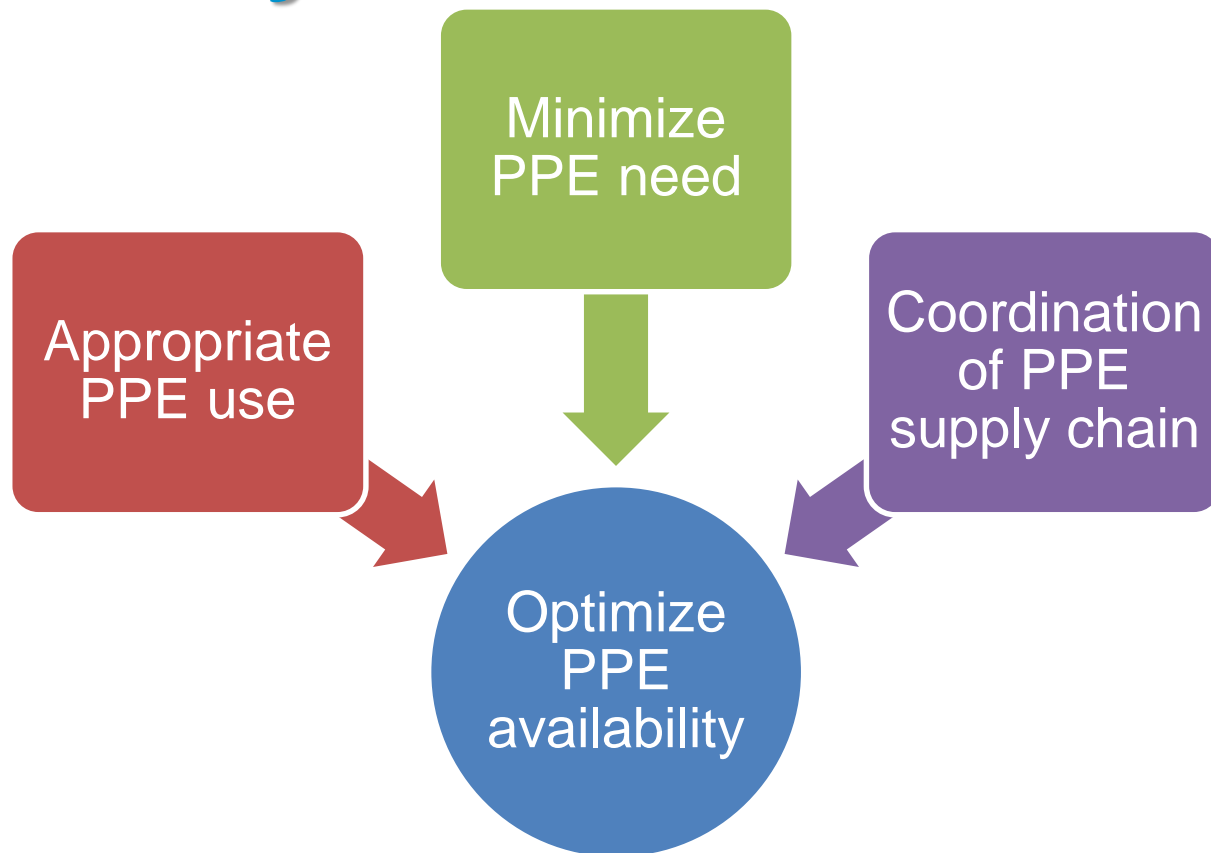 Minimize
PPE need
Appropriate
PPE use
Coordination
of PPE
supply chain
Optimize
PPE
availability